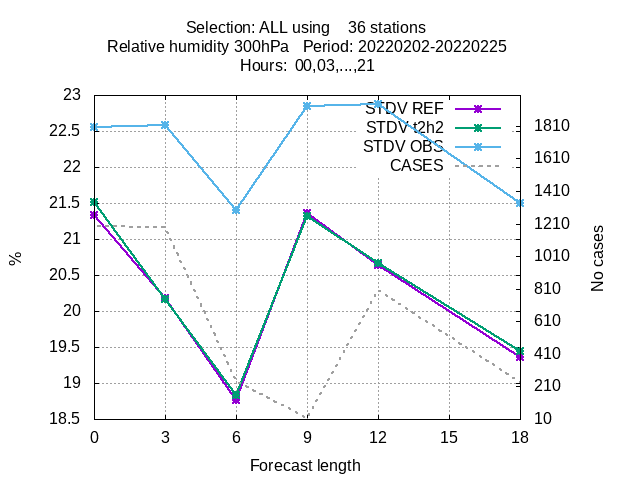 Selection: ALL using 36 stations
Relative humidity 300hPa Period: 20220202-20220225
Hours: 00,03,...,21
23
22.5
22
21.5
21
20.5
20
19.5
19
18.5
%
STDV REF
STDV t2h2
STDV OBS
CASES
1810
1610
1410
1210
1010
810
610
410
210
10
No cases
0 3 6 9 12 15 18
Forecast length